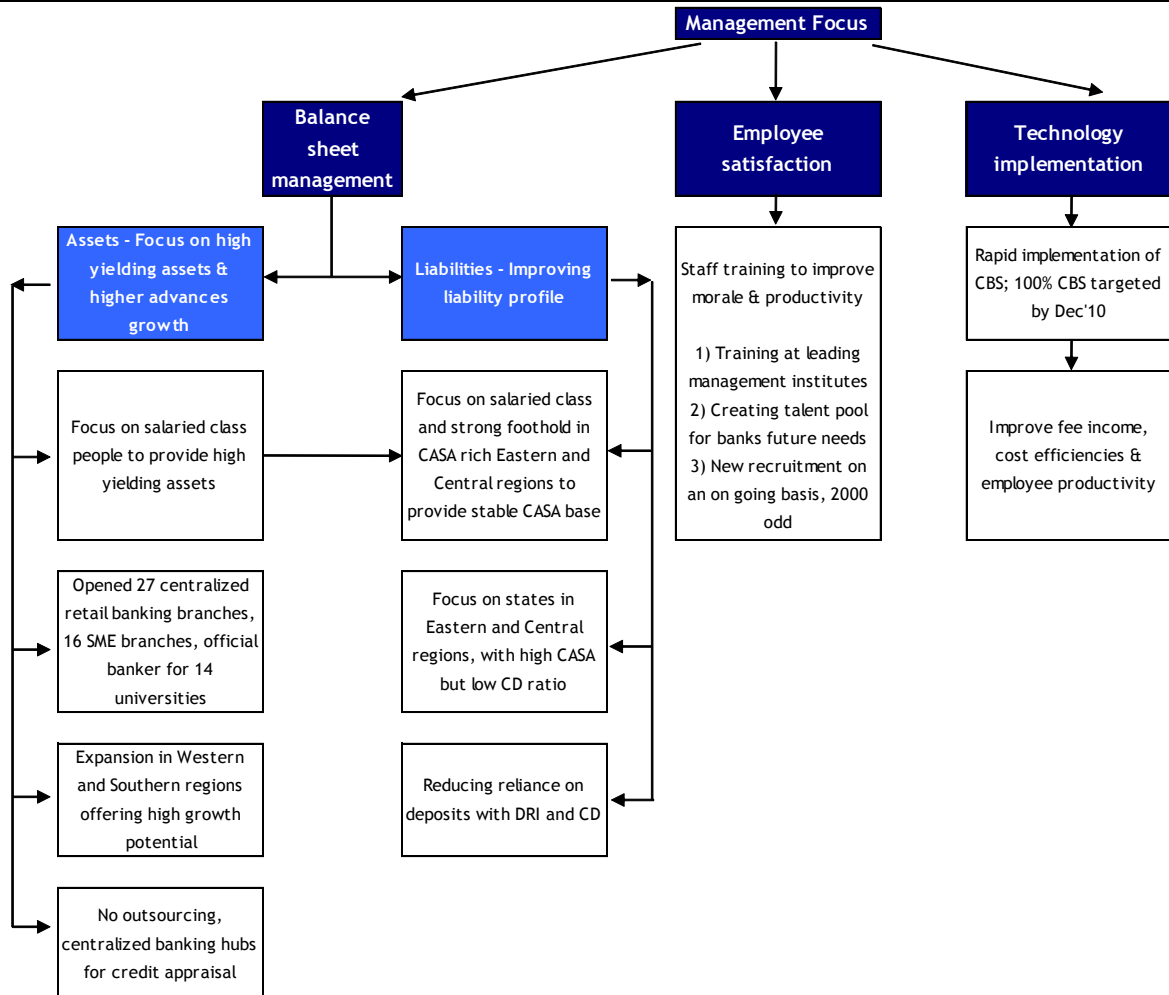 Management Focus
Balance
sheet
management
Employee
satisfaction
Technology
implementation
Assets - Focus on high
yielding assets &
higher advances
growth
Liabilities - Improving
liability profile
Staff training to improve
morale & productivity
1) Training at leading
management institutes
2) Creating talent pool
for banks future needs
3) New recruitment on
an on going basis, 2000
odd
Rapid implementation of
CBS; 100% CBS targeted
by Dec'10
Focus on salaried class
people to provide high
yielding assets
Focus on salaried class
and strong foothold in
CASA rich Eastern and
Central regions to
provide stable CASA base
Improve fee income,
cost efficiencies &
employee productivity
Opened 27 centralized
retail banking branches,
16 SME branches, official
banker for 14
universities
Focus on states in
Eastern and Central
regions, with high CASA
but low CD ratio
Expansion in Western
and Southern regions
offering high growth
potential
Reducing reliance on
deposits with DRI and CD
No outsourcing,
centralized banking hubs
for credit appraisal